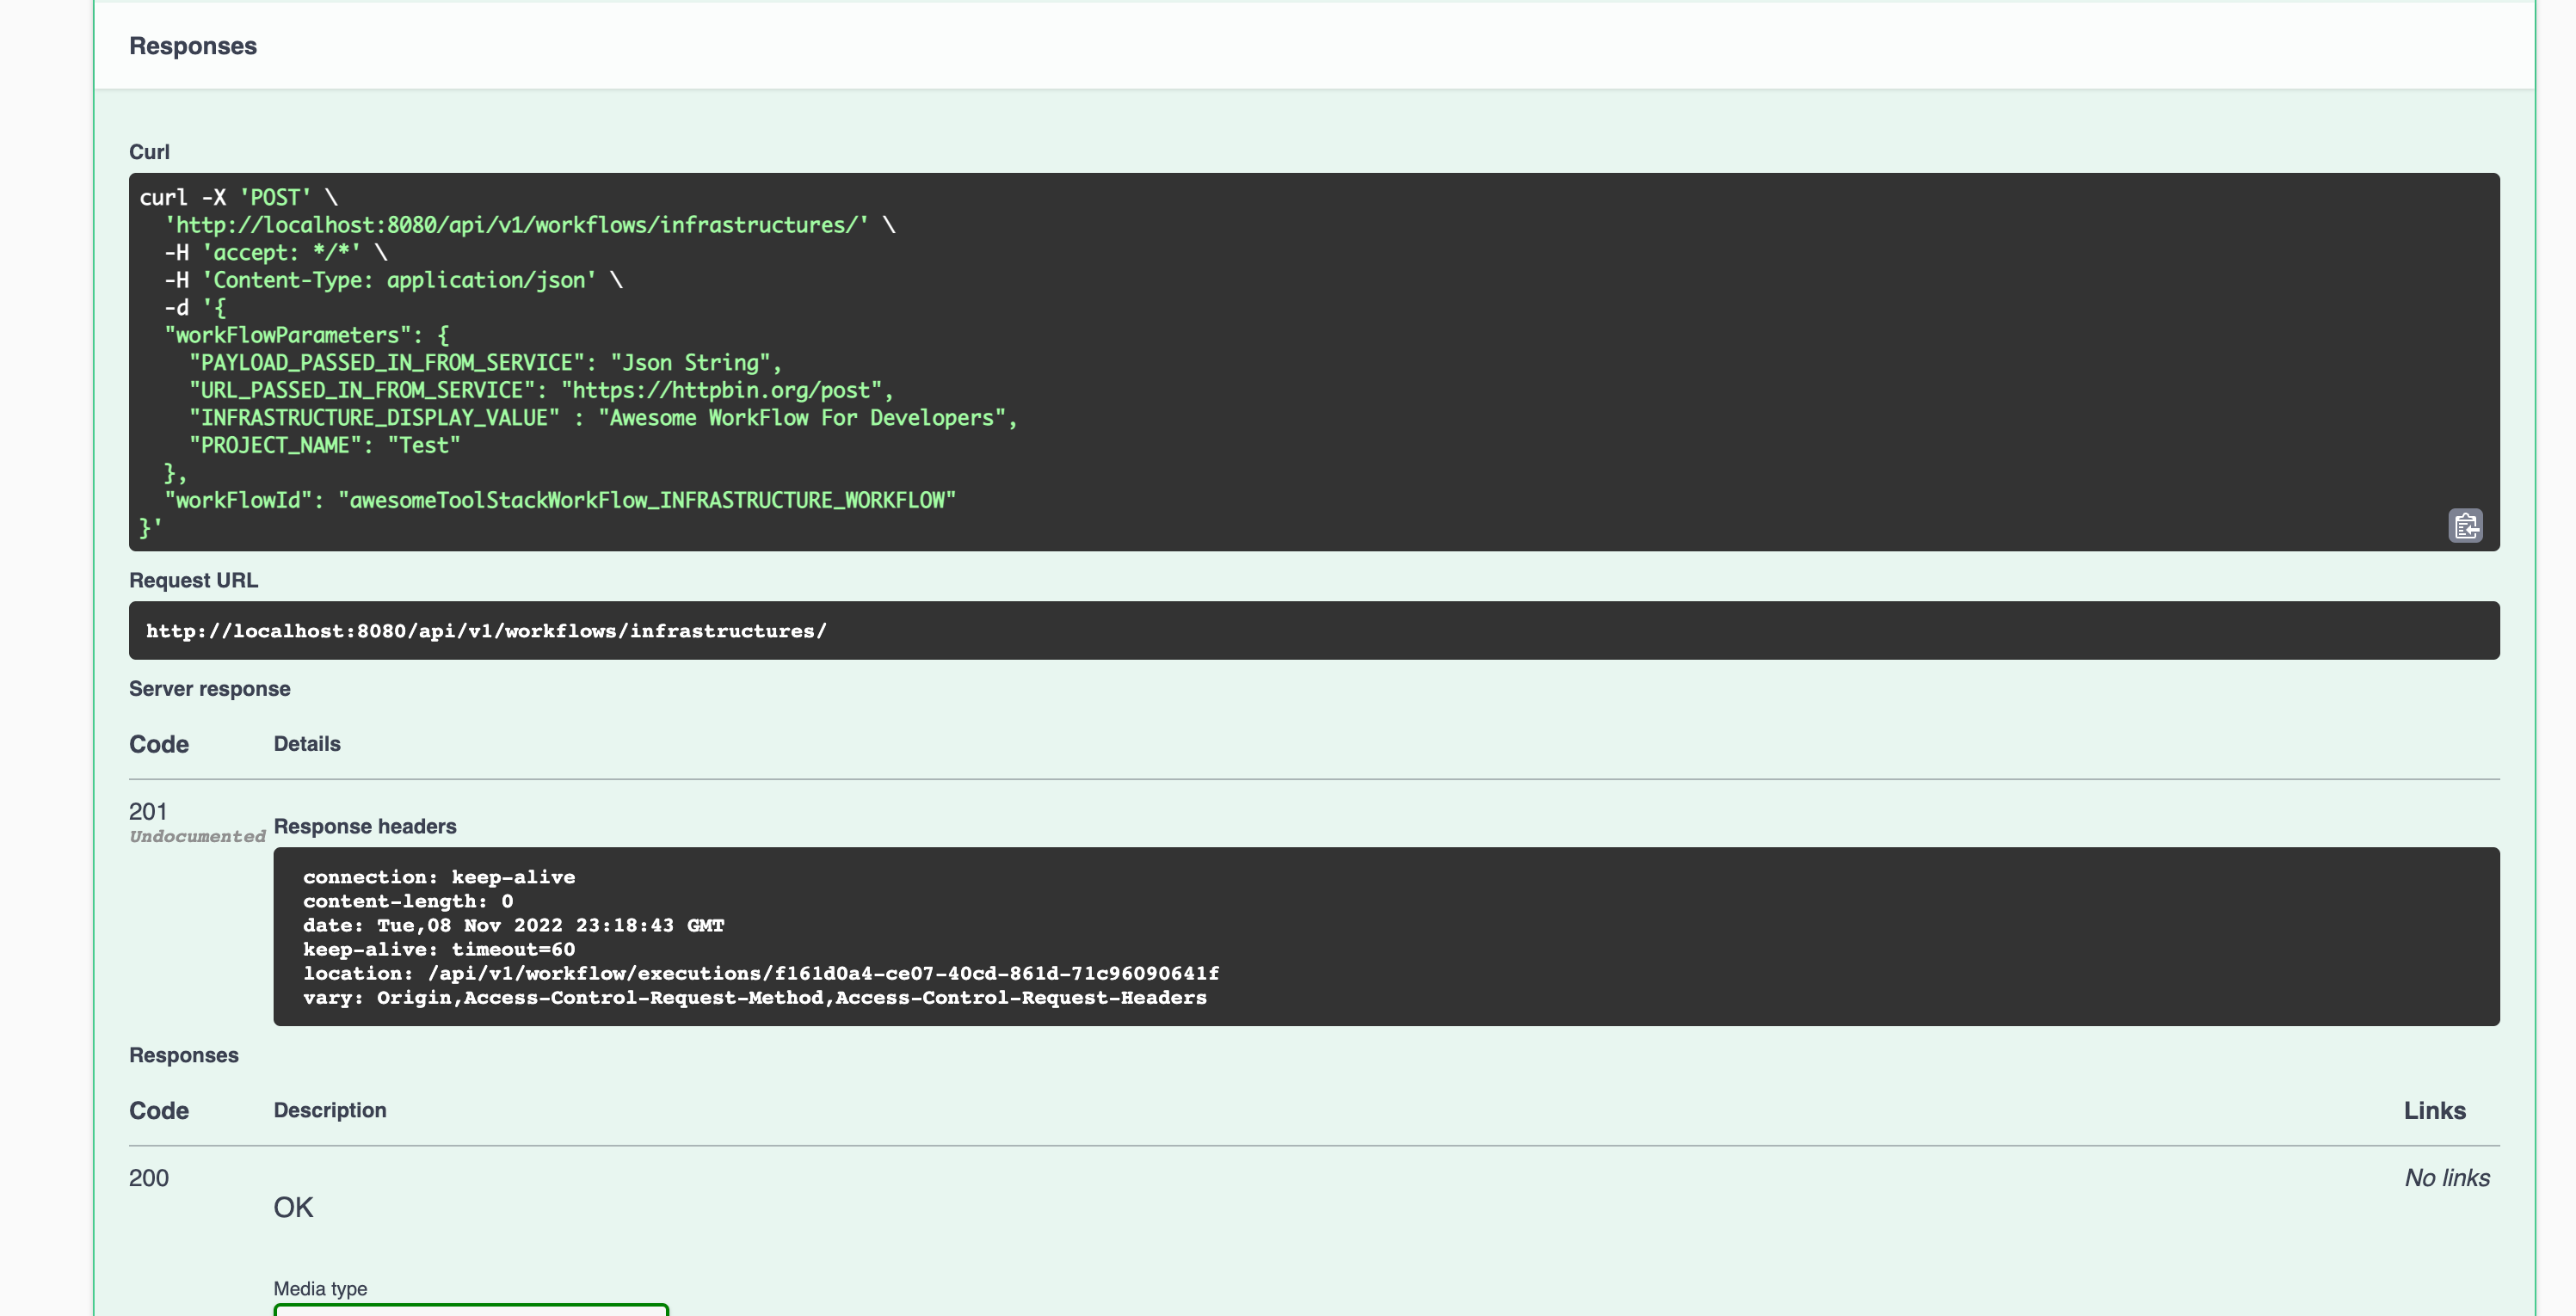 Responses
Curl
curl -X 'POST' \
  'http://localhost:8080/api/v1/workflows/infrastructures/' \
  -H 'accept: */*' \
  -H 'Content-Type: application/json' \
  -d '{
  "workFlowParameters": {
    "PAYLOAD_PASSED_IN_FROM_SERVICE": "Json String",
    "URL_PASSED_IN_FROM_SERVICE": "https://httpbin.org/post",
    "INFRASTRUCTURE_DISPLAY_VALUE" : "Awesome WorkFlow For Developers",
    "PROJECT_NAME": "Test"
  },
  "workFlowId": "awesomeToolStackWorkFlow_INFRASTRUCTURE_WORKFLOW"
}'
Request URL
http://localhost:8080/api/v1/workflows/infrastructures/
Server response
Code Details
201
Undocumented
Response headers
connection: keep-alive
content-length: 0
date: Tue,08 Nov 2022 23:18:43 GMT
keep-alive: timeout=60
location: /api/v1/workflow/executions/f161d0a4-ce07-40cd-861d-71c96090641f
vary: Origin,Access-Control-Request-Method,Access-Control-Request-Headers
Responses
Code Description Links
200 No links
OK
Media type